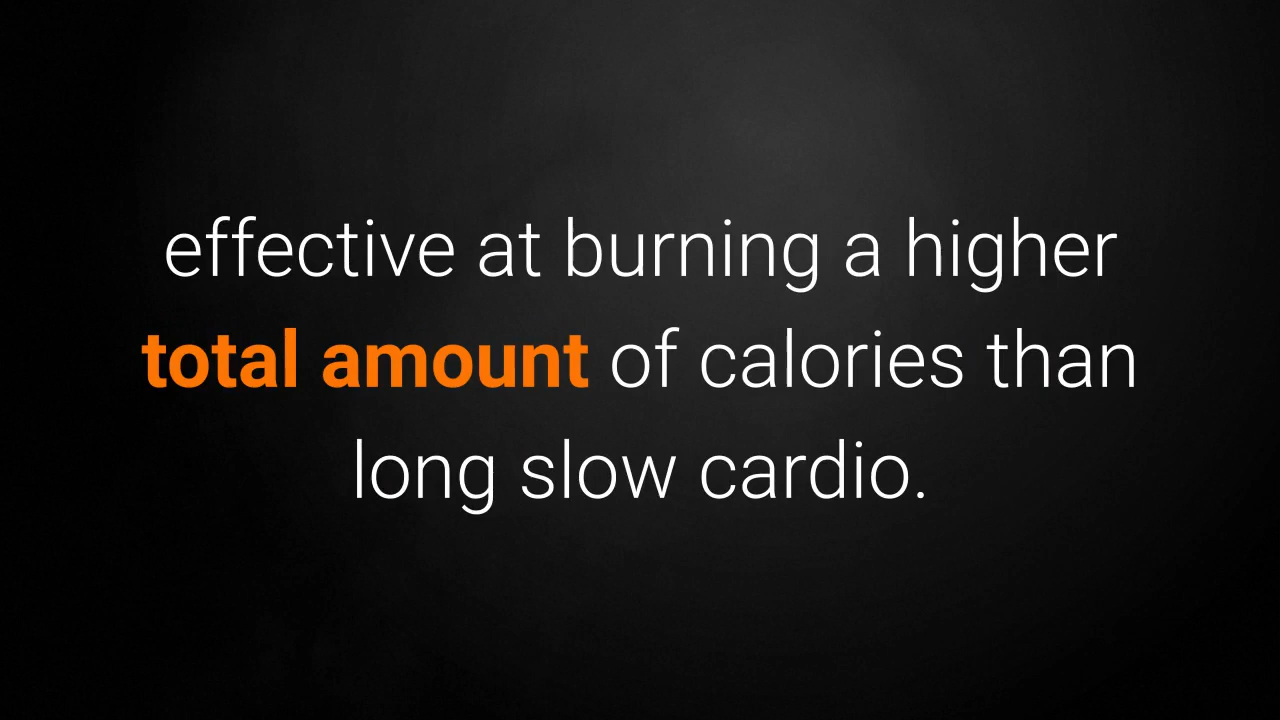 effective at burning a higher
total amount of calories than
long slow cardio.